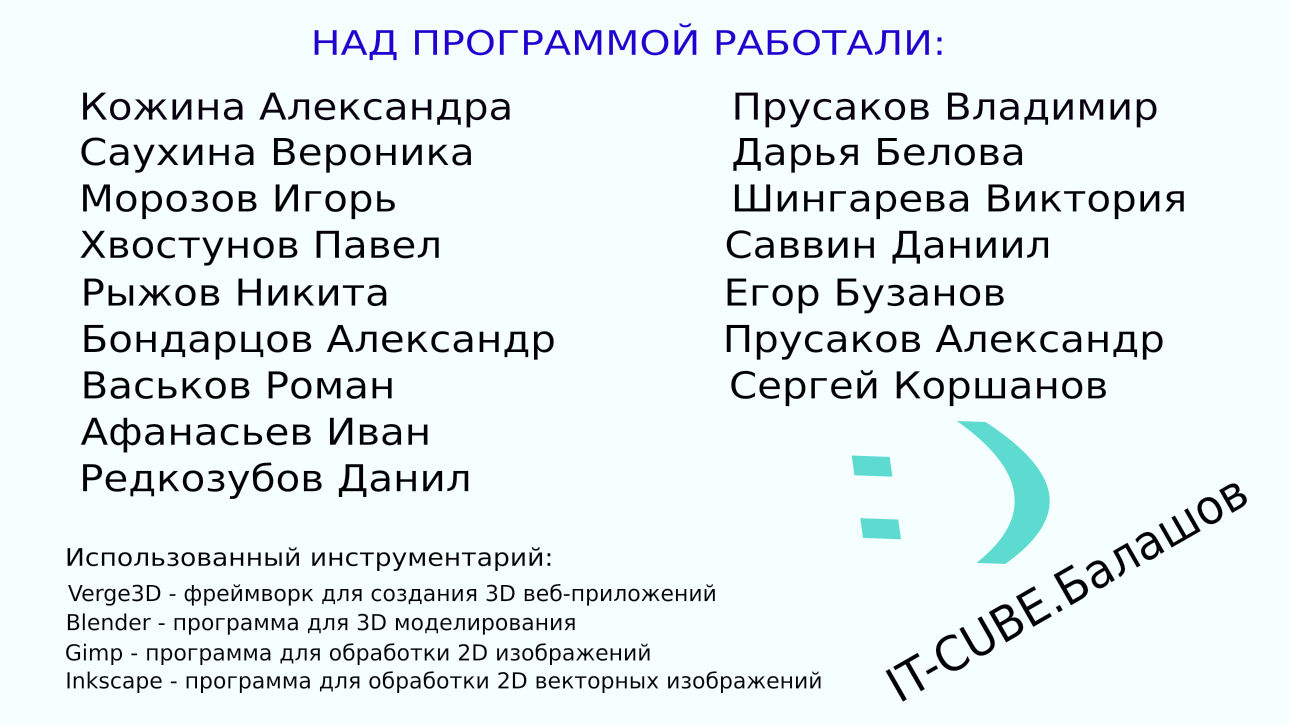 НАД ПРОГРАММОЙ РАБОТАЛИ:
Кожина Александра
Саухина Вероника
Морозов Игорь
Хвостунов Павел
Рыжов Никита
Бондарцов Александр
Васьков Роман
Афанасьев Иван
Редкозубов Данил
Прусаков Владимир
Дарья Белова
Шингарева Виктория
Саввин Даниил
Егор Бузанов
Прусаков Александр
Сергей Коршанов
:)
IT-CUBE.Балашов
Использованный инструментарий:
Verge3D - фреймворк для создания 3D веб-приложений
Blender - программа для 3D моделирования
Gimp - программа для обработки 2D изображений
Inkscape - программа для обработки 2D векторных изображений